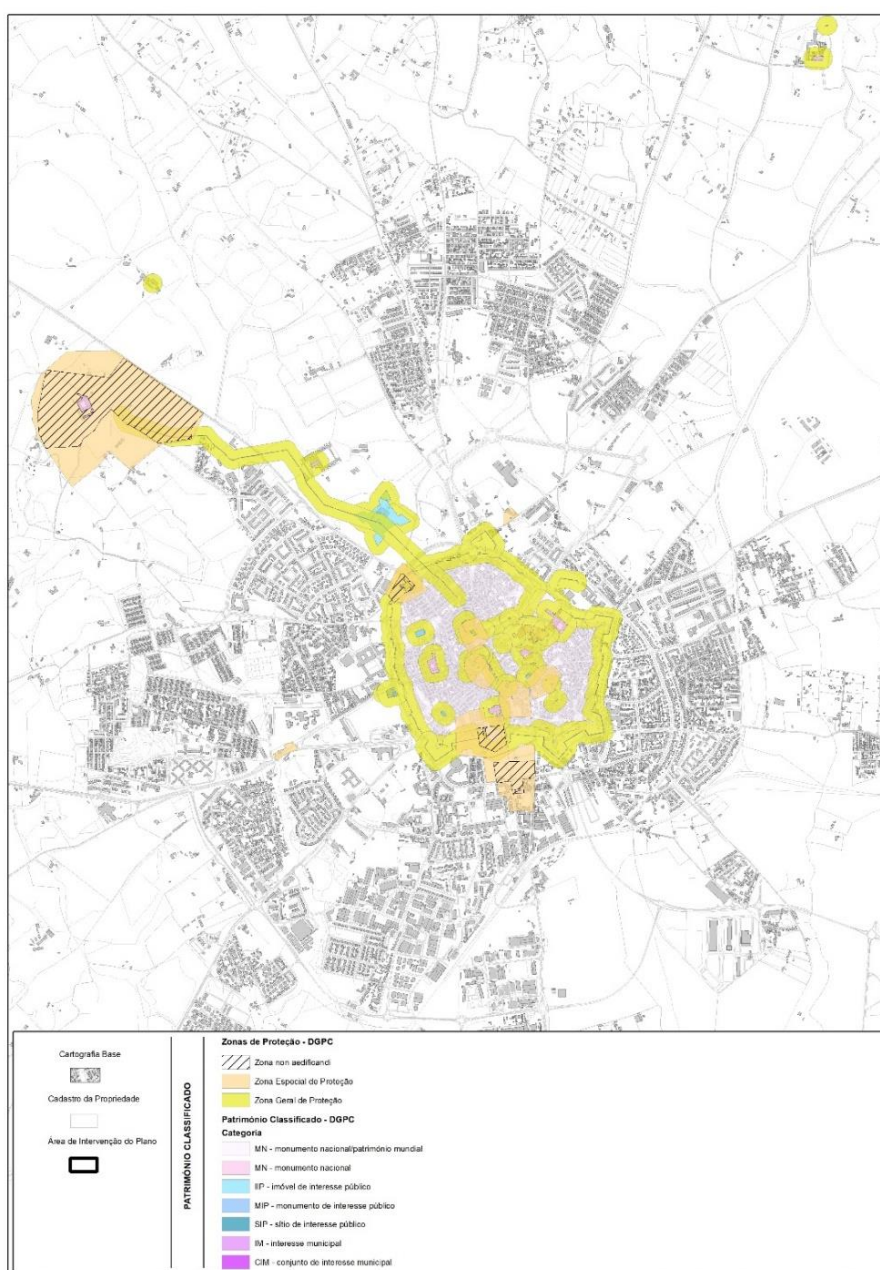 Cartografia Base
Cadastro da Propriedade
Área de Intervenção do Plano
PATRIMÓNIO CLASSIFICADO
Zonas de Proteção - DGPC
Zona non aedificandi
Zona Especial de Proteção
Zona Geral de Proteção
Património Classificado - DGPC
Categoria
MN - monumento nacional/património mundial
MN - monumento nacional
IIP - imóvel de interesse público
MIP - monumento de interesse público
SIP - sítio de interesse público
IM - interesse municipal
CIM - conjunto de interesse municipal